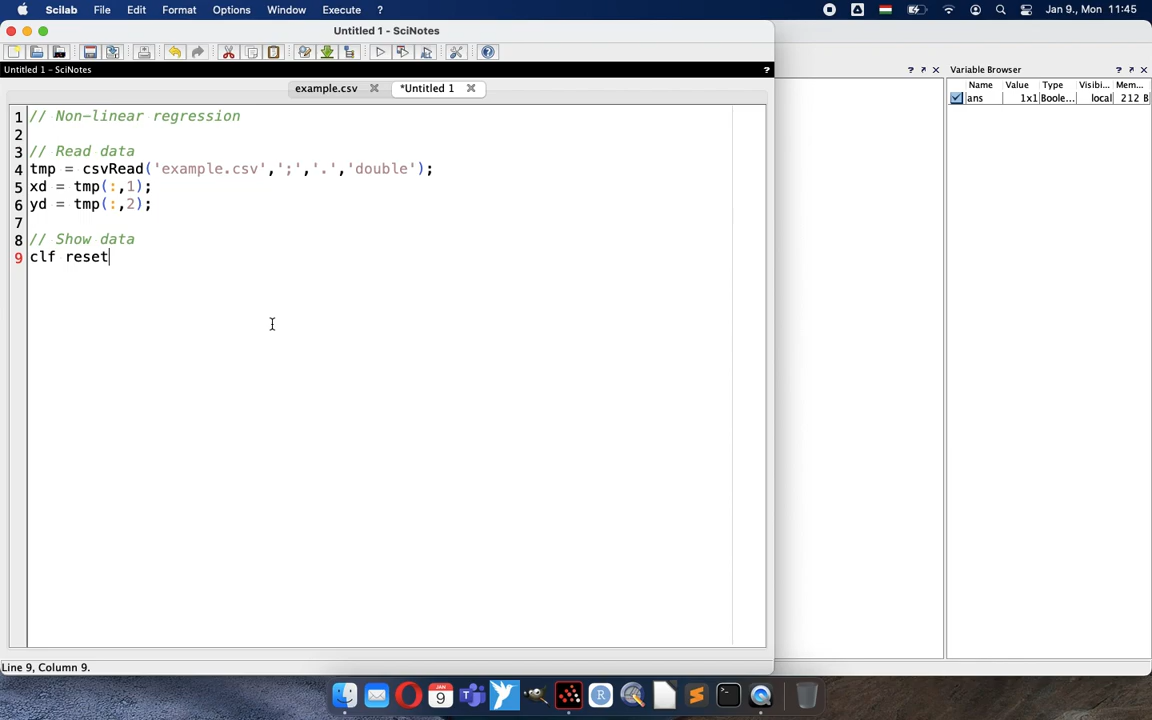 Scilab File Edit Format Options Window Execute ? Jan 9., Mon 11:45
Untitled 1 - SciNotes
Untitled 1 - SciNotes ?
? Variable Browser ?
example.csv *Untitled 1
Name Value Type Visibi... Mem...
ans 1x1 Boole... local 212 B
1 // Non-linear regression
2
3 // Read data
4 tmp = csvRead('example.csv',';','.','double');
5 xd = tmp(:,1);
6 yd = tmp(:,2);
7
8 // Show data
9 clf reset
Line 9, Column 9.
JAN
9